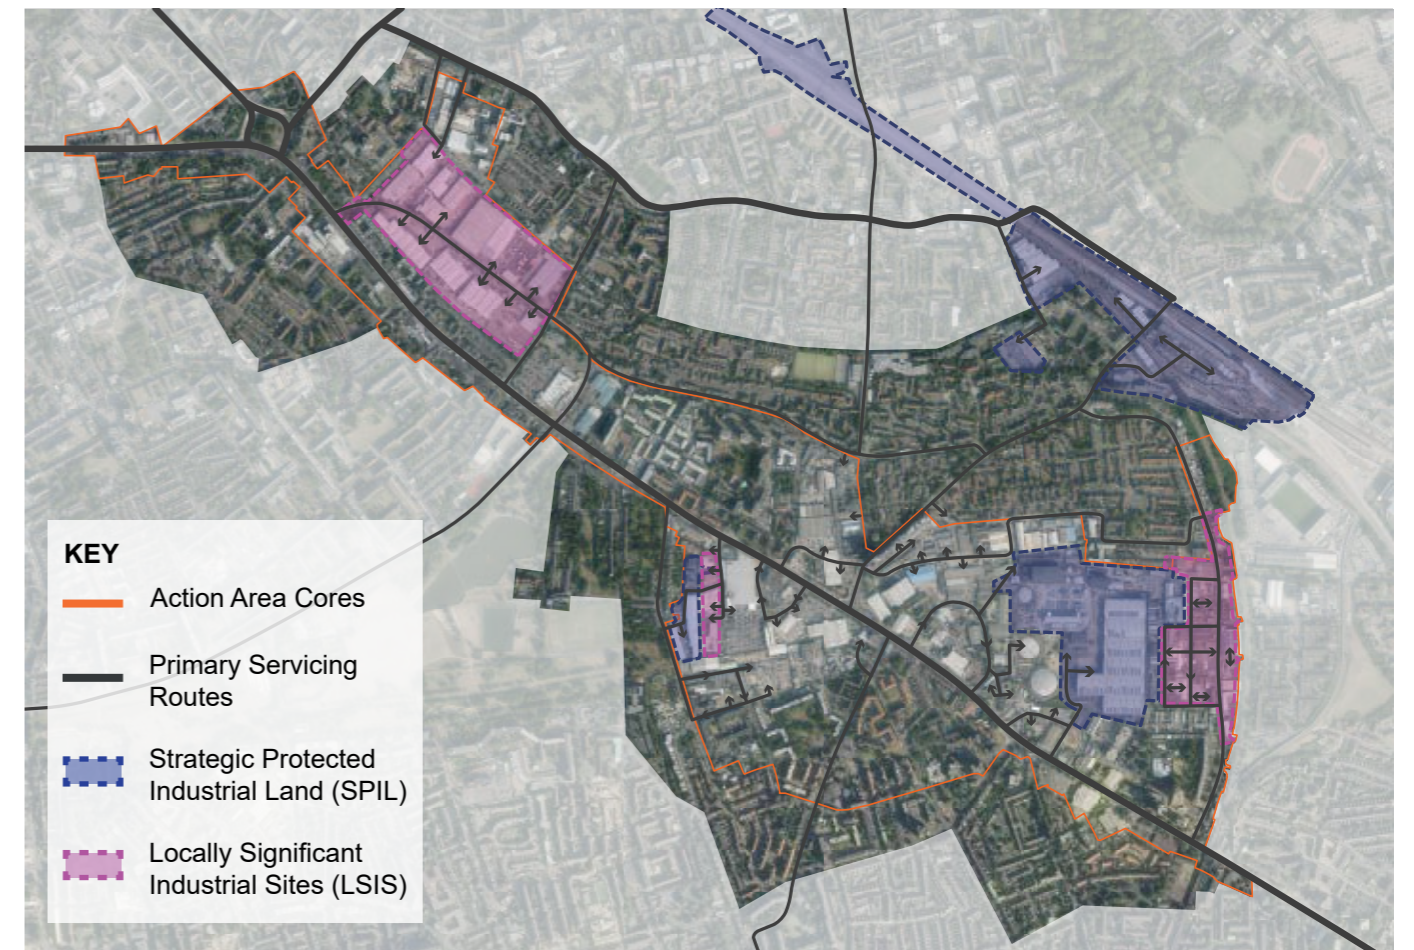 KEY
Action Area Cores
Primary Servicing
Routes
Strategic Protected
Industrial Land (SPIL)
Locally Significant
Industrial Sites (LSIS)